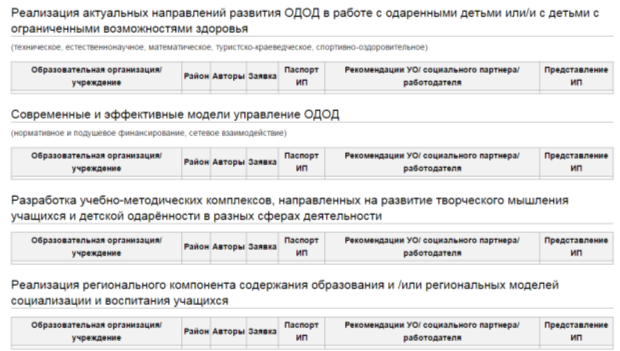 Реализация актуальных направлений развития ОДОД в работе с одаренными детьми или/и с детьми с
ограниченными возможностями здоровья
(техническое, естественнонаучное, математическое, туристско-краеведческое, спортивно-оздоровительное)
Образовательная организация/ учреждение Район Авторы Заявка Паспорт ИП Рекомендации УО/ социального партнера/ работодателя Представление ИП
Современные и эффективные модели управление ОДОД
(нормативное и подушевое финансирование, сетевое взаимодействие)
Образовательная организация/ учреждение Район Авторы Заявка Паспорт ИП Рекомендации УО/ социального партнера/ работодателя Представление ИП
Разработка учебно-методических комплексов, направленных на развитие творческого мышления
учащихся и детской одарённости в разных сферах деятельности
Образовательная организация/ учреждение Район Авторы Заявка Паспорт ИП Рекомендации УО/ социального партнера/ работодателя Представление ИП
Реализация регионального компонента содержания образования и /или региональных моделей
социализации и воспитания учащихся
Образовательная организация/ учреждение Район Авторы Заявка Паспорт ИП Рекомендации УО/ социального партнера/ работодателя Представление ИП